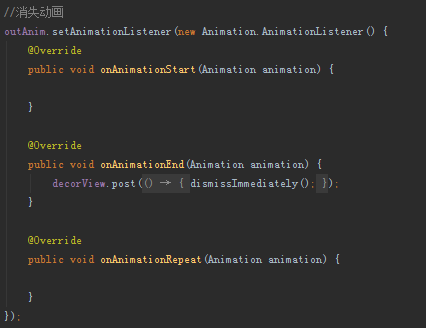 //消失动画
outAnim.setAnimationListener(new Animation.AnimationListener() {
    @Override
    public void onAnimationStart(Animation animation) {

    }

    @Override
    public void onAnimationEnd(Animation animation) {
        decorView.post(() → { dismissImmediately(); });
    }

    @Override
    public void onAnimationRepeat(Animation animation) {

    }
});